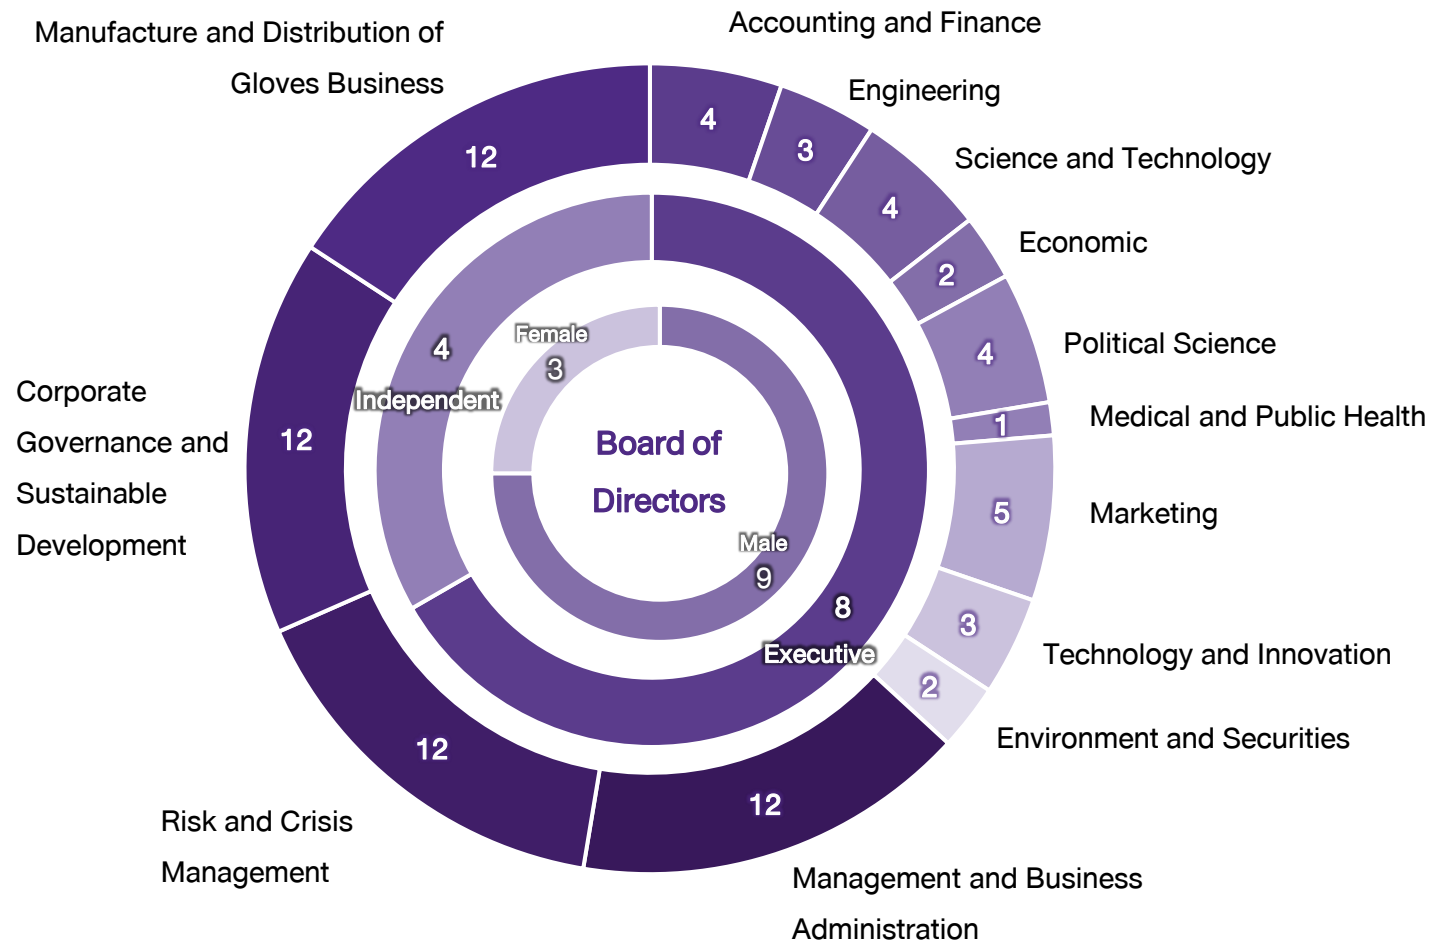 Manufacture and Distribution of
Gloves Business
12
Accounting and Finance
4
Engineering
3
Science and Technology
4
Economic
2
Political Science
4
Medical and Public Health
1
Marketing
5
Technology and Innovation
3
Environment and Securities
2
Management and Business
Administration
12
Risk and Crisis
Management
12
Corporate
Governance and
Sustainable
Development
12
4
Independent
8
Executive
Female
3
Male
9
Board of
Directors